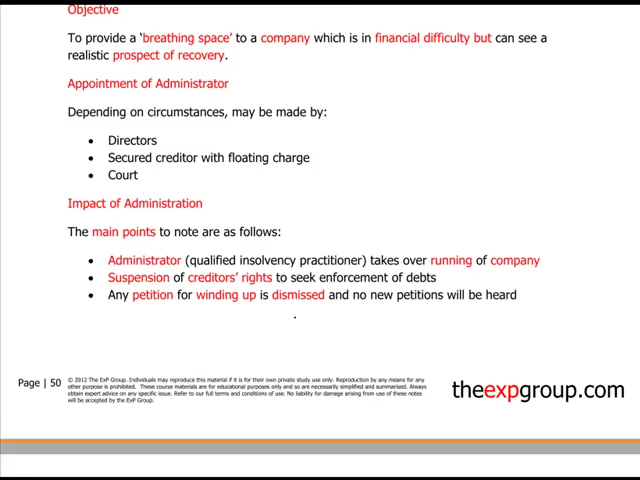 Objective
To provide a ‘breathing space’ to a company which is in financial difficulty but can see a
realistic prospect of recovery.
Appointment of Administrator
Depending on circumstances, may be made by:
• Directors
• Secured creditor with floating charge
• Court
Impact of Administration
The main points to note are as follows:
• Administrator (qualified insolvency practitioner) takes over running of company
• Suspension of creditors’ rights to seek enforcement of debts
• Any petition for winding up is dismissed and no new petitions will be heard
.
Page | 50
© 2012 The ExP Group. Individuals may reproduce this material if it is for their own private study use only. Reproduction by any means for any
other purpose is prohibited. These course materials are for educational purposes only and so are necessarily simplified and summarised. Always
obtain expert advice on any specific issue. Refer to our full terms and conditions of use. No liability for damage arising from use of these notes
will be accepted by the ExP Group.
theexpgroup.com